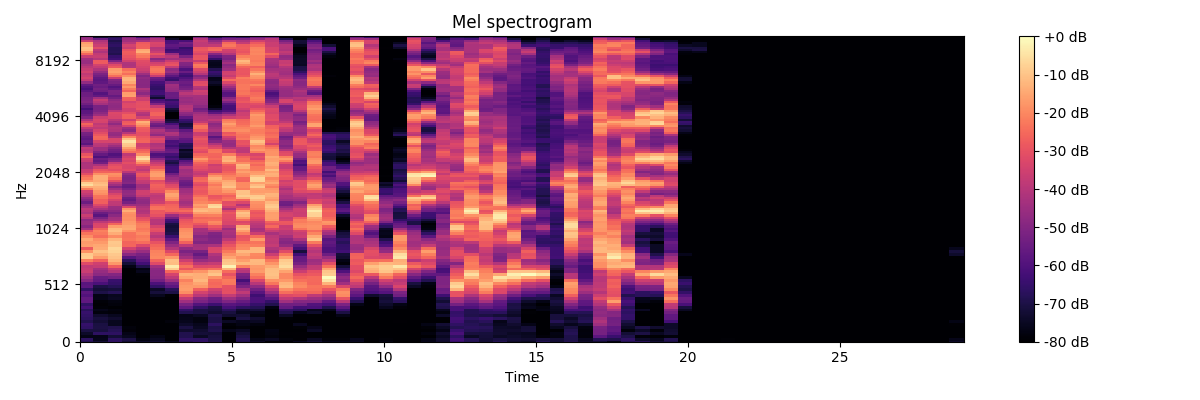 Mel spectrogram
Hz
8192
4096
2048
1024
512
0
0 5 10 15 20 25
Time
+0 dB
-10 dB
-20 dB
-30 dB
-40 dB
-50 dB
-60 dB
-70 dB
-80 dB